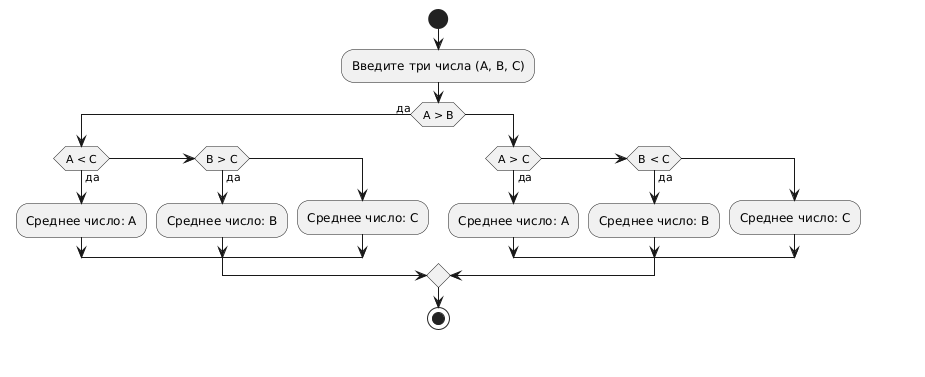 Введите три числа (A, B, C)
да
A > B
A < C
B > C
A > C
B < C
да
да
да
да
Среднее число: A
Среднее число: B
Среднее число: C
Среднее число: A
Среднее число: B
Среднее число: C